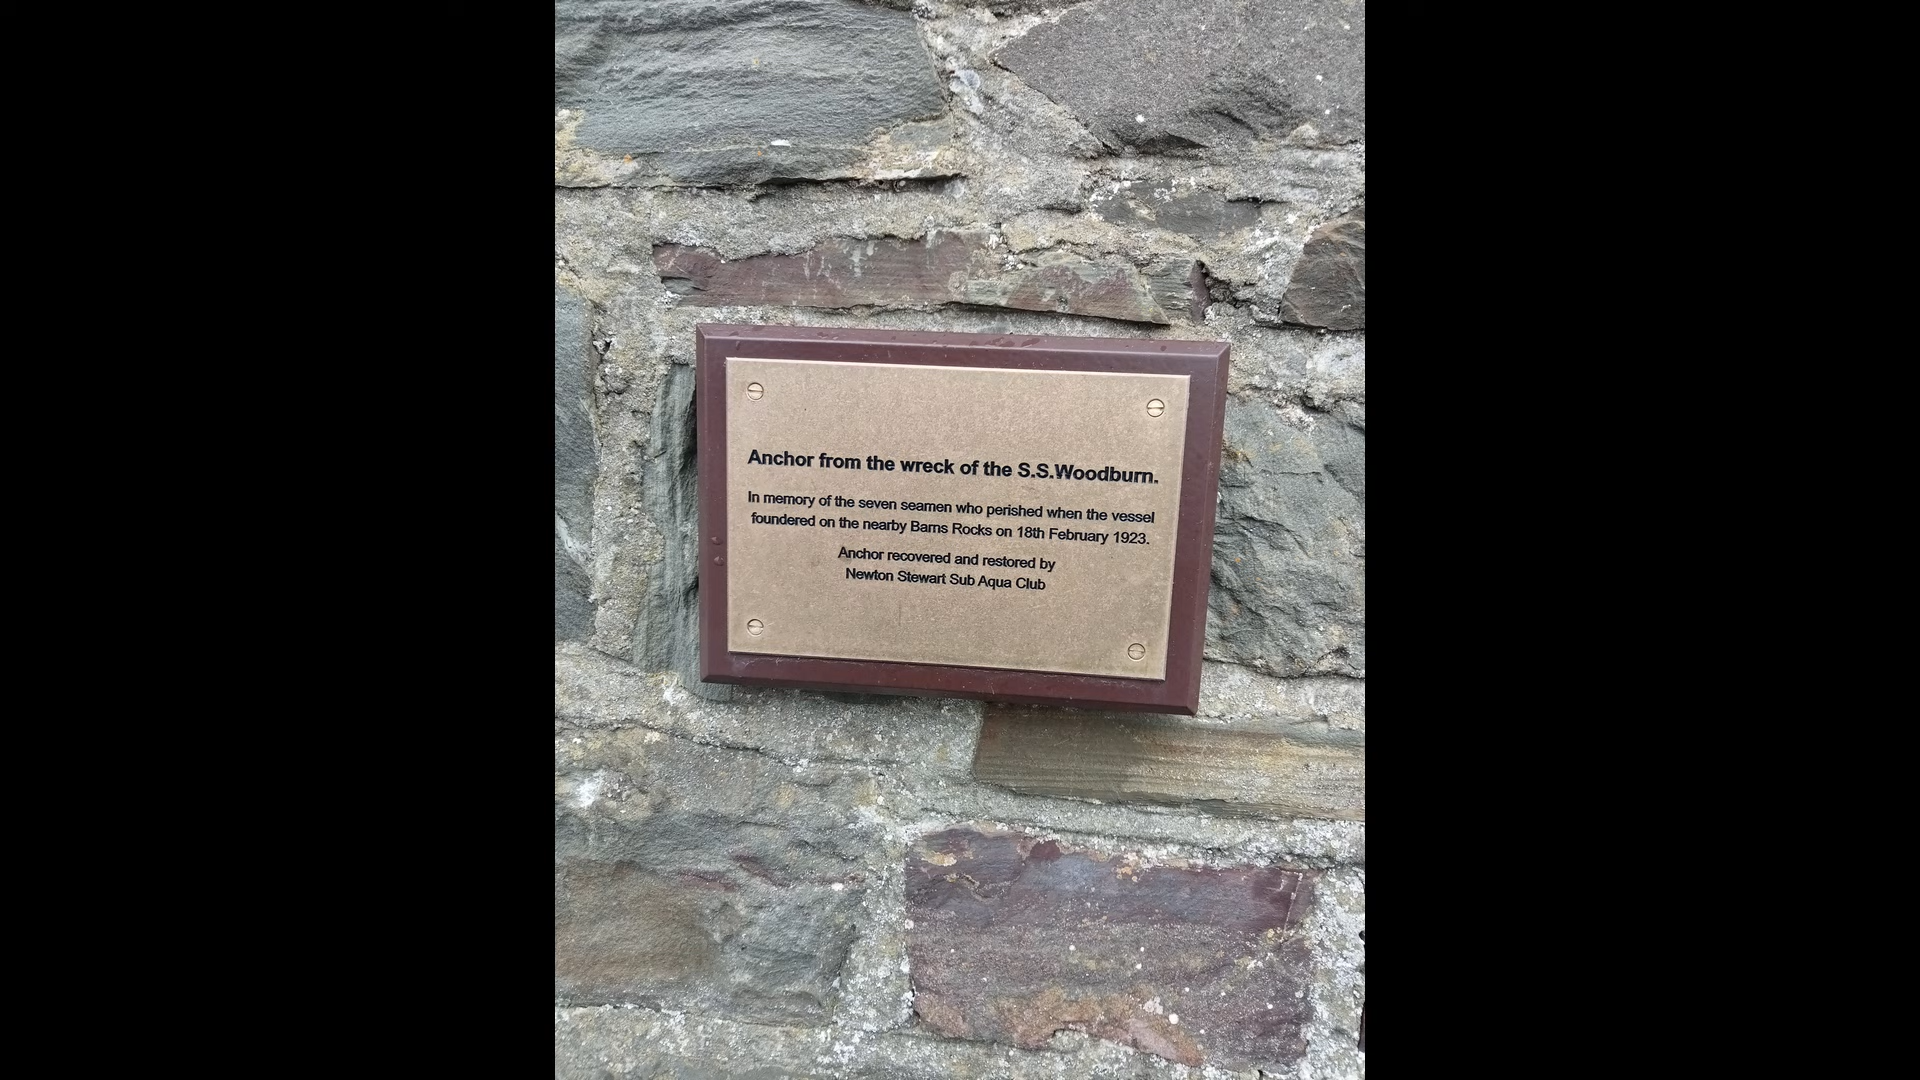 Anchor from the wreck of the S.S.Woodburn.
In memory of the seven seamen who perished when the vessel
foundered on the nearby Barns Rocks on 18th February 1923.
Anchor recovered and restored by
Newton Stewart Sub Aqua Club